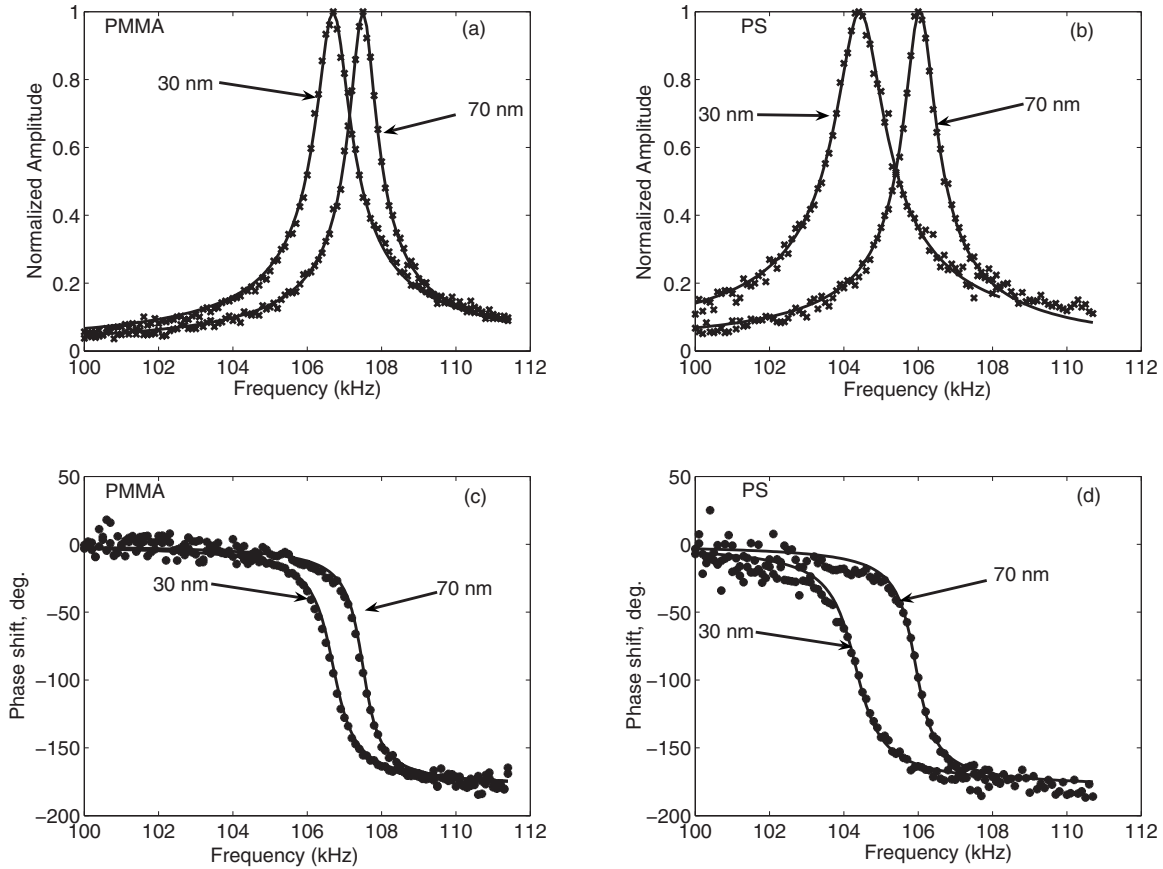 PMMA
(a)
30 nm
70 nm
Normalized Amplitude
1
0.8
0.6
0.4
0.2
0
100 102 104 106 108 110 112
Frequency (kHz)
PS
(b)
30 nm
70 nm
Normalized Amplitude
1
0.8
0.6
0.4
0.2
0
100 102 104 106 108 110 112
Frequency (kHz)
PMMA
(c)
30 nm
70 nm
Phase shift, deg.
50
0
−50
−100
−150
−200
100 102 104 106 108 110 112
Frequency (kHz)
PS
(d)
70 nm
30 nm
Phase shift, deg.
50
0
−50
−100
−150
−200
100 102 104 106 108 110 112
Frequency (kHz)